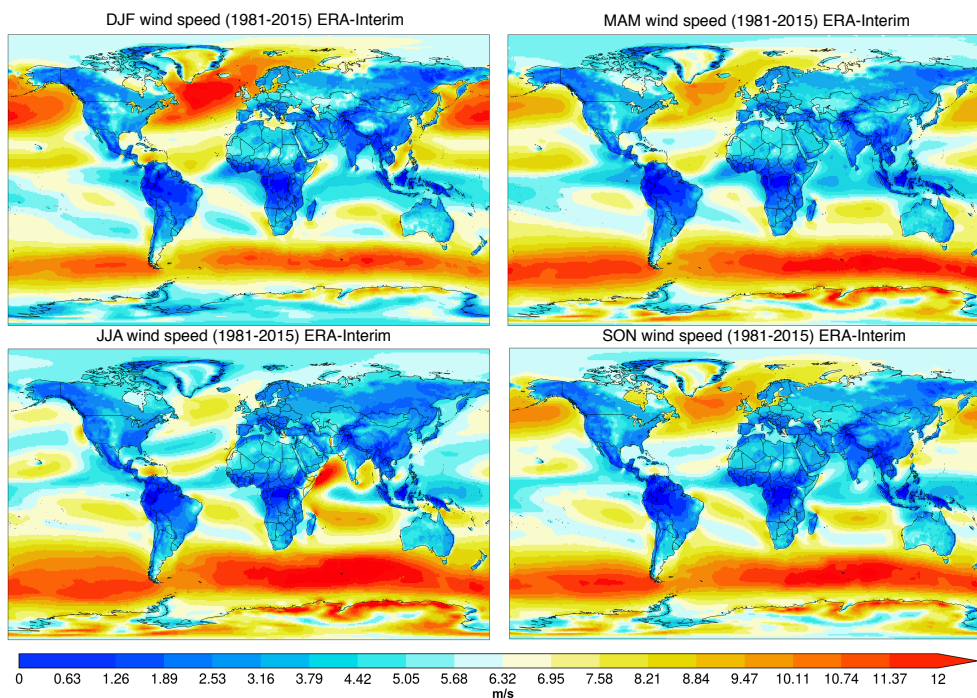 DJF wind speed (1981-2015) ERA-Interim
MAM wind speed (1981-2015) ERA-Interim
JJA wind speed (1981-2015) ERA-Interim
SON wind speed (1981-2015) ERA-Interim
0 0.63 1.26 1.89 2.53 3.16 3.79 4.42 5.05 5.68 6.32 6.95 7.58 8.21 8.84 9.47 10.11 10.74 11.37 12
m/s